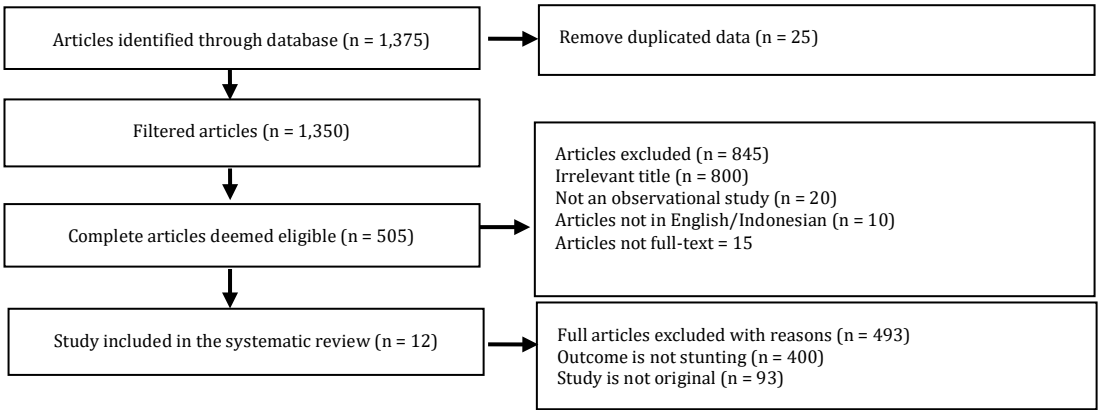 Articles identified through database (n = 1,375)
Remove duplicated data (n = 25)
Filtered articles (n = 1,350)
Articles excluded (n = 845)
Irrelevant title (n = 800)
Not an observational study (n = 20)
Articles not in English/Indonesian (n = 10)
Articles not full-text = 15
Complete articles deemed eligible (n = 505)
Study included in the systematic review (n = 12)
Full articles excluded with reasons (n = 493)
Outcome is not stunting (n = 400)
Study is not original (n = 93)